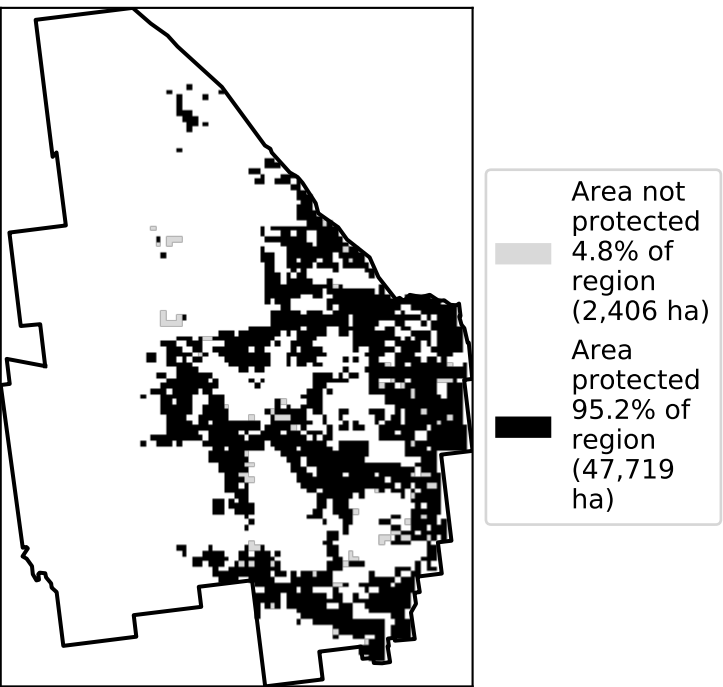 Area not
protected
4.8% of
region
(2,406 ha)
Area
protected
95.2% of
region
(47,719
ha)